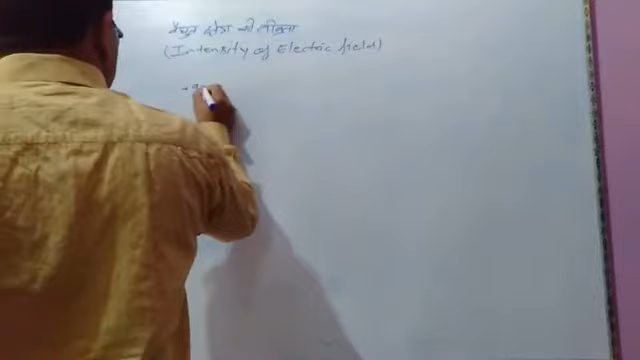 वैद्युत क्षेत्र की तीव्रता
(Intensity of Electric field)